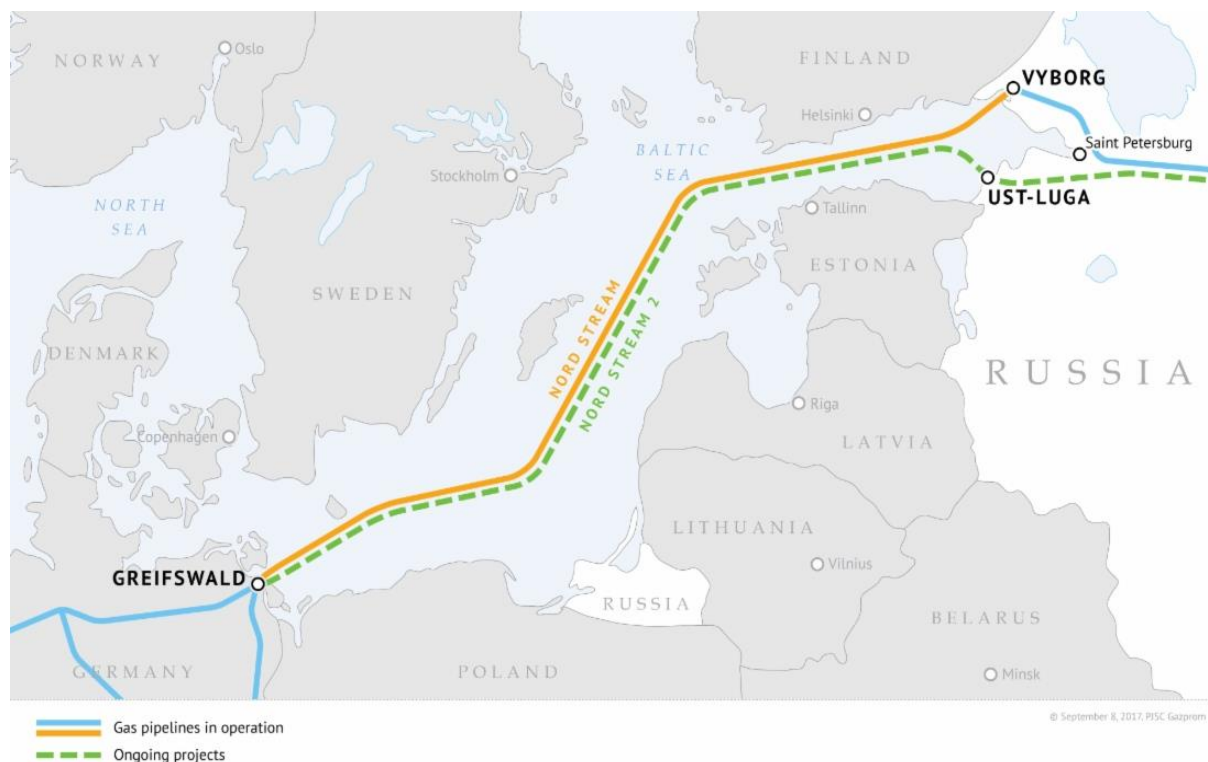 NORWAY
Oslo
FINLAND
VYBORG
Helsinki
Saint Petersburg
BALTIC
SEA
Stockholm
UST-LUGA
NORTH
SEA
Tallinn
ESTONIA
SWEDEN
NORD STREAM
NORD STREAM 2
DENMARK
RUSSIA
Riga
Copenhagen
LATVIA
LITHUANIA
GREIFSWALD
Vilnius
RUSSIA
BELARUS
GERMANY
POLAND
Minsk
Gas pipelines in operation
© September 8, 2017, PJSC Gazprom
Ongoing projects